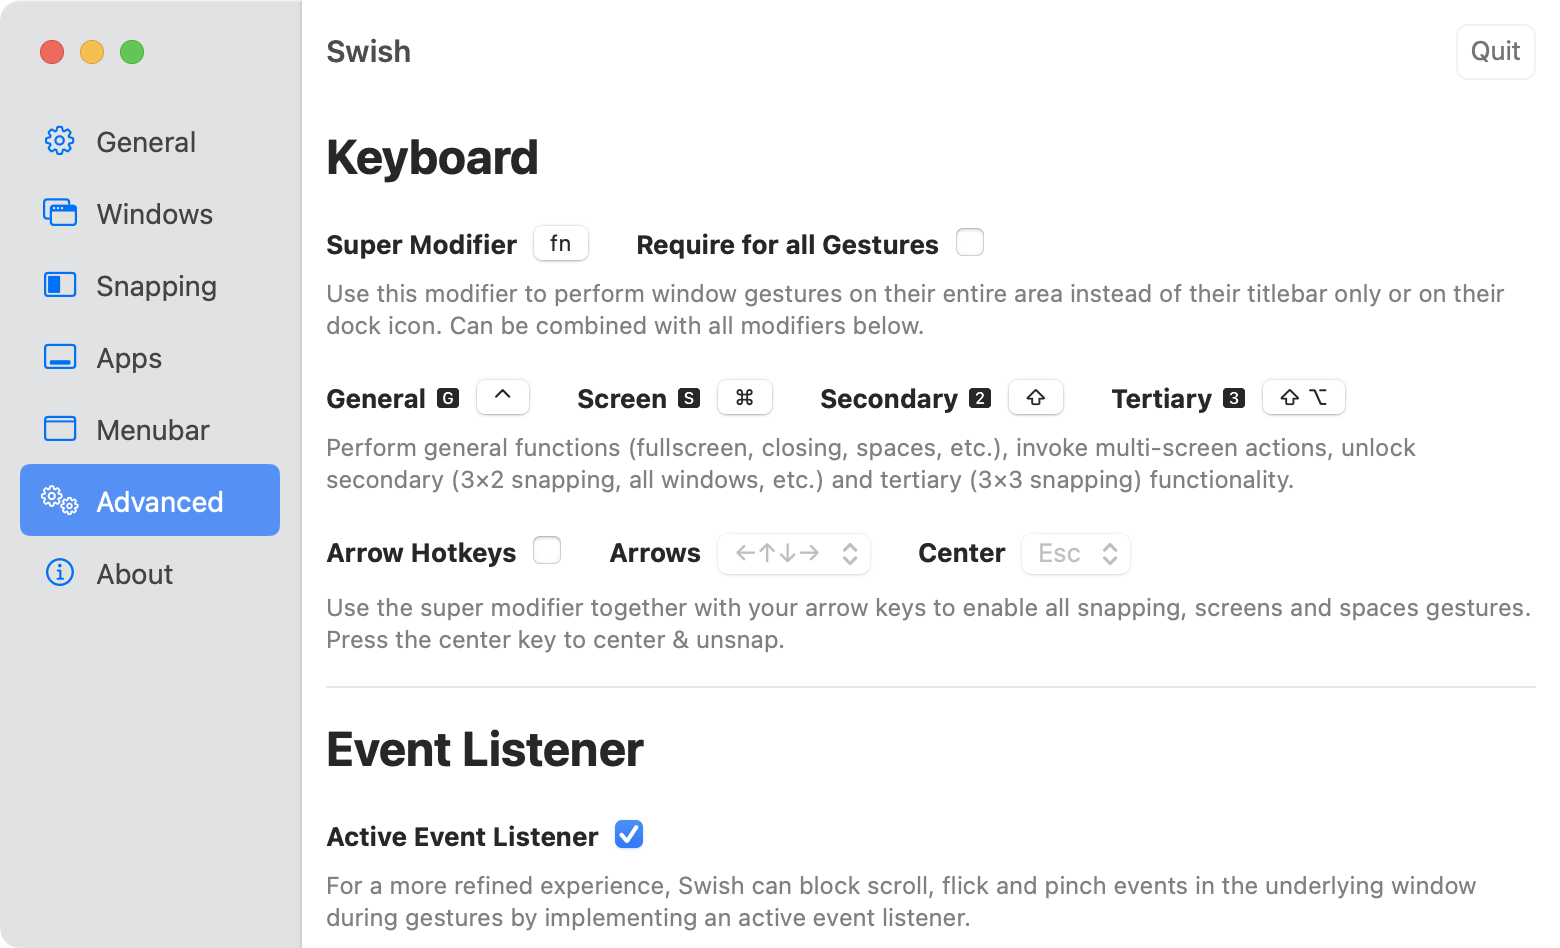 Swish
Quit
General
Windows
Snapping
Apps
Menubar
Advanced
About
Keyboard
Super Modifier fn Require for all Gestures
Use this modifier to perform window gestures on their entire area instead of their titlebar only or on their
dock icon. Can be combined with all modifiers below.
General G ^ Screen S ⌘ Secondary 2 ⇧ Tertiary 3 ⇧ ⌥
Perform general functions (fullscreen, closing, spaces, etc.), invoke multi-screen actions, unlock
secondary (3×2 snapping, all windows, etc.) and tertiary (3×3 snapping) functionality.
Arrow Hotkeys Arrows ←↑↓→ Center Esc
Use the super modifier together with your arrow keys to enable all snapping, screens and spaces gestures.
Press the center key to center & unsnap.
Event Listener
Active Event Listener
For a more refined experience, Swish can block scroll, flick and pinch events in the underlying window
during gestures by implementing an active event listener.